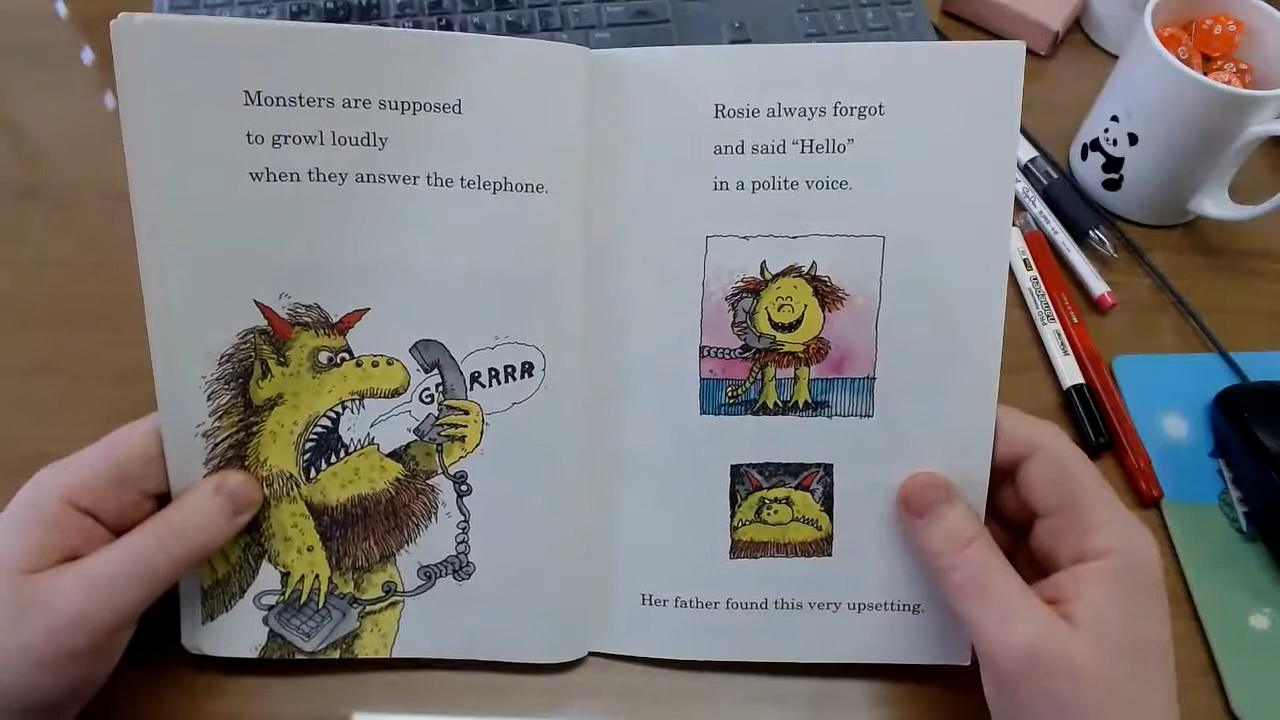 Monsters are supposed
to growl loudly
when they answer the telephone.
RRRR
Rosie always forgot
and said “Hello”
in a polite voice.
Her father found this very upsetting.